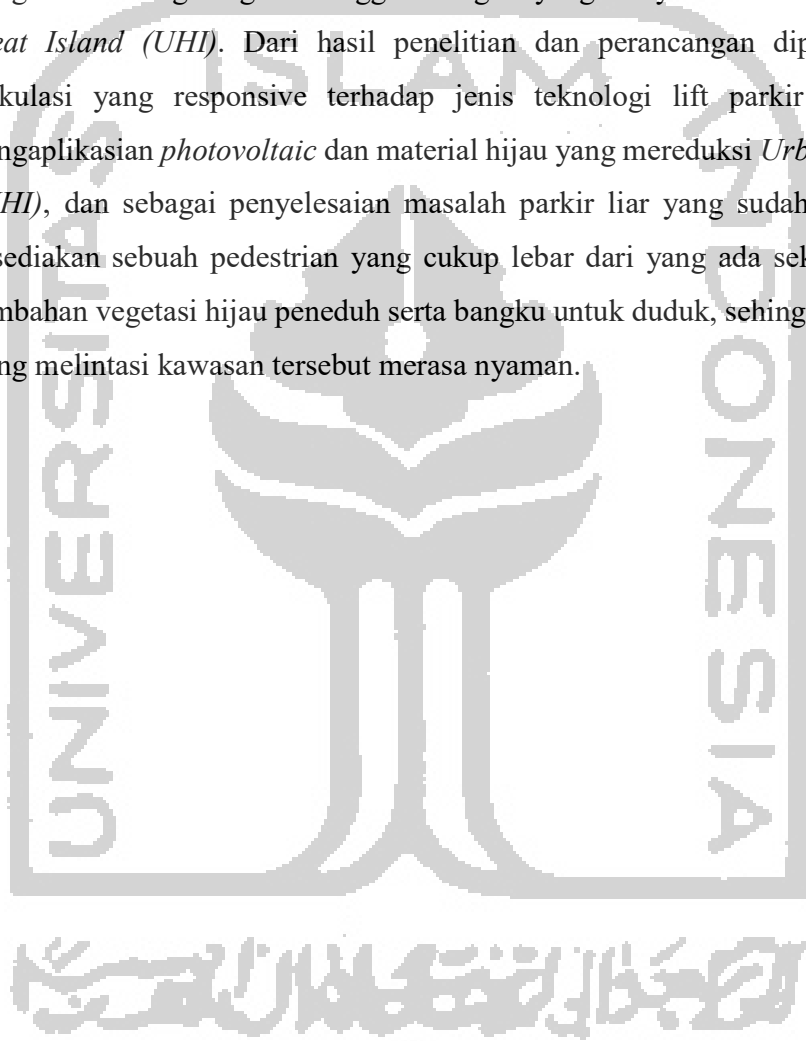 eat Island (UHI). Dari hasil penelitian dan perancangan dip
kulasi yang responsive terhadap jenis teknologi lift parkir
ngaplikasian photovoltaic dan material hijau yang mereduksi Urb
HI), dan sebagai penyelesaian masalah parkir liar yang sudah
sediakan sebuah pedestrian yang cukup lebar dari yang ada sek
mbahan vegetasi hijau peneduh serta bangku untuk duduk, sehing
ng melintasi kawasan tersebut merasa nyaman.
ISLAM
UNIVERSITAS
INDONESIA